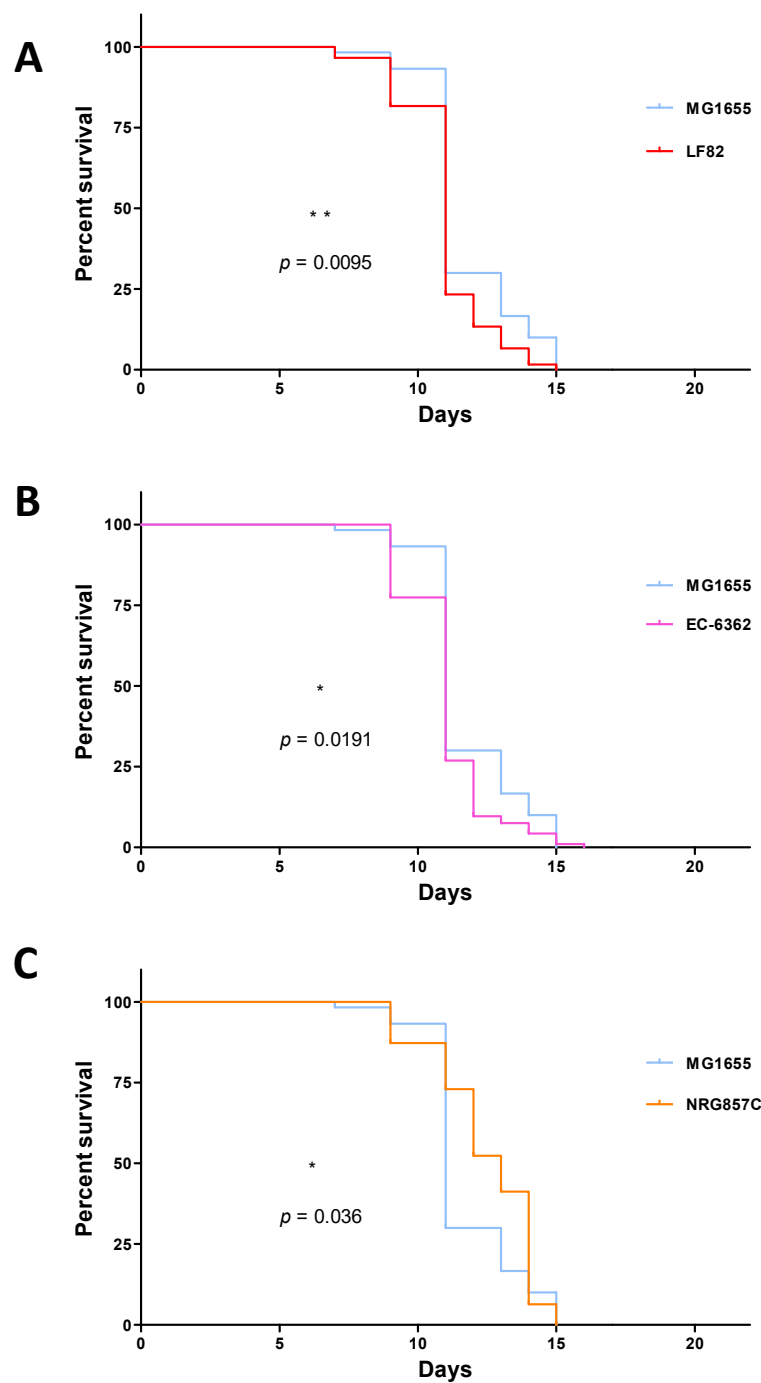 A
Percent survival
100
75
50
25
0
* *
p = 0.0095
MG1655
LF82
0 5 10 15 20
Days
B
Percent survival
100
75
50
25
0
*
p = 0.0191
MG1655
EC-6362
0 5 10 15 20
Days
C
Percent survival
100
75
50
25
0
*
p = 0.036
MG1655
NRG857C
0 5 10 15 20
Days